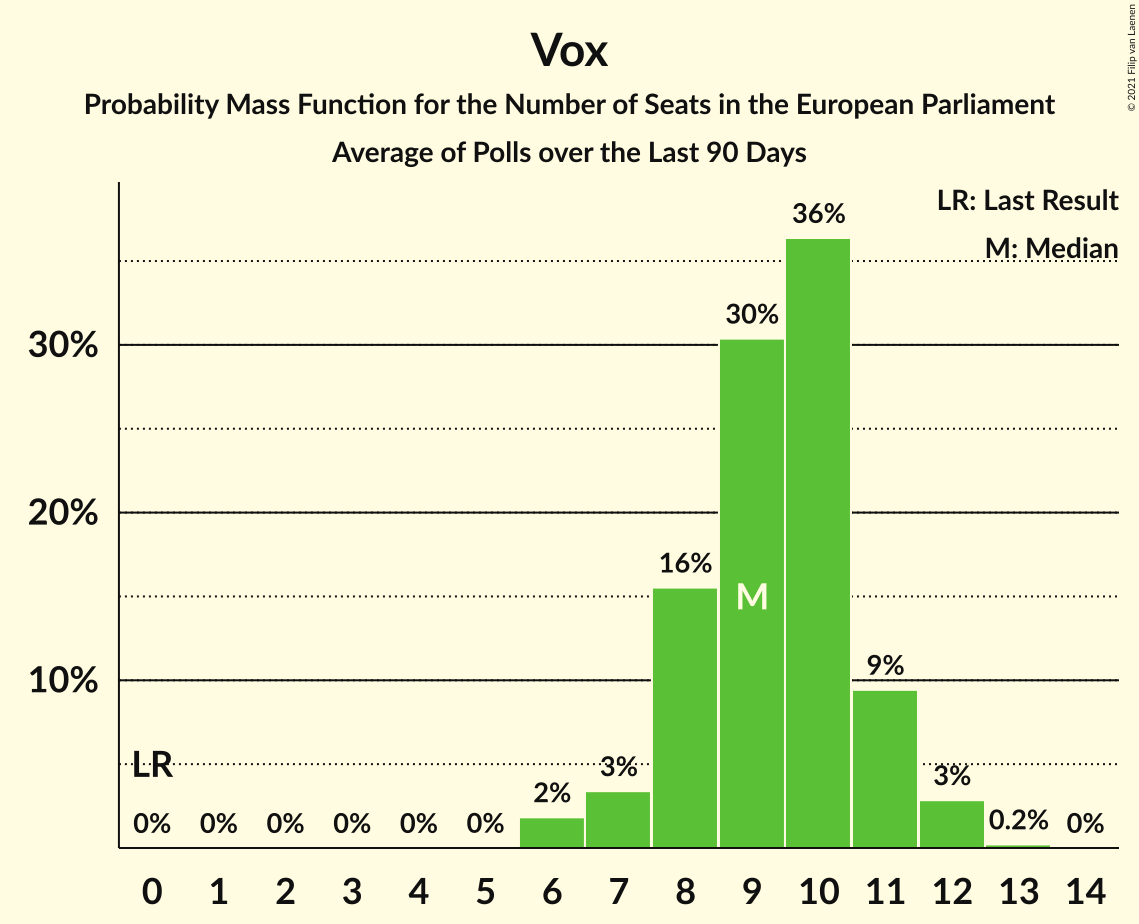 Vox
Probability Mass Function for the Number of Seats in the European Parliament
Average of Polls over the Last 90 Days
© 2021 Filip van Laenen
LR: Last Result
M: Median
36%
30%
30%
20%
16%
M
10%
9%
LR
3%
3%
2%
0% 0% 0% 0% 0% 0% 0.2% 0%
0 1 2 3 4 5 6 7 8 9 10 11 12 13 14